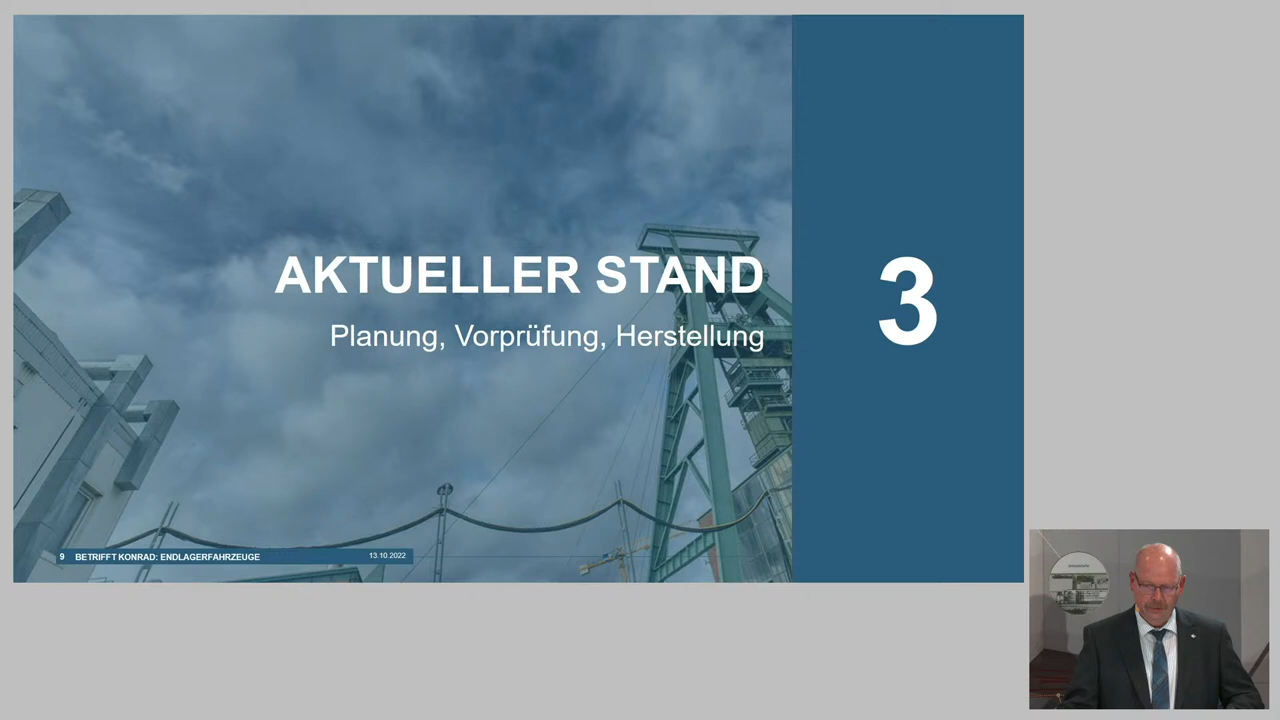 AKTUELLER STAND
Planung, Vorprüfung, Herstellung
3
9 BETRIFFT KONRAD: ENDLAGERFAHRZEUGE 13.10.2022